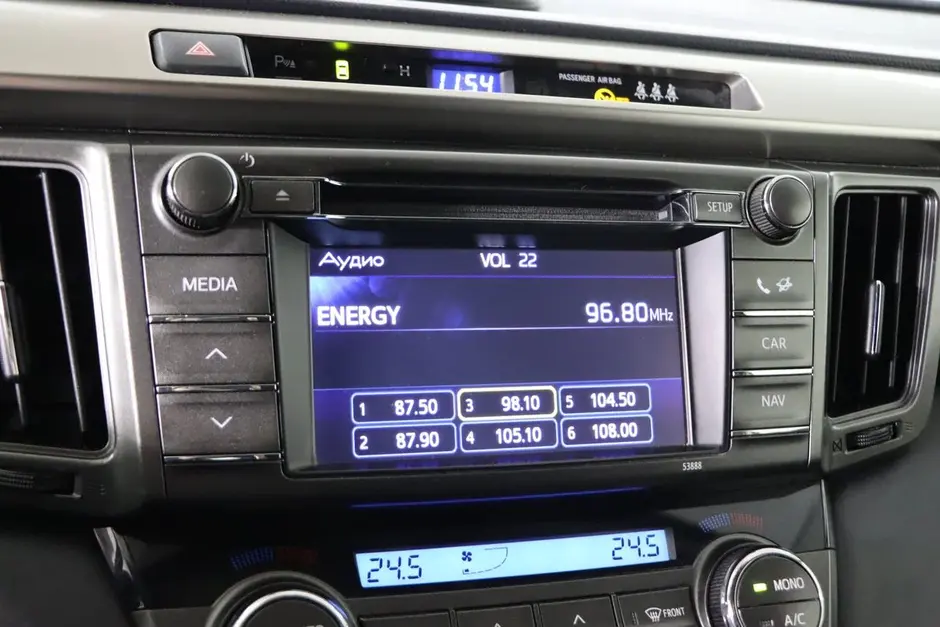 P
H
11:54
PASSENGER AIR BAG
SETUP
MEDIA
Аудио VOL 22
ENERGY 96.80MHz
1 87.50 3 98.10 5 104.50
2 87.90 4 105.10 6 108.00
CAR
NAV
53888
24.5 24.5
FRONT
MONO
A/C